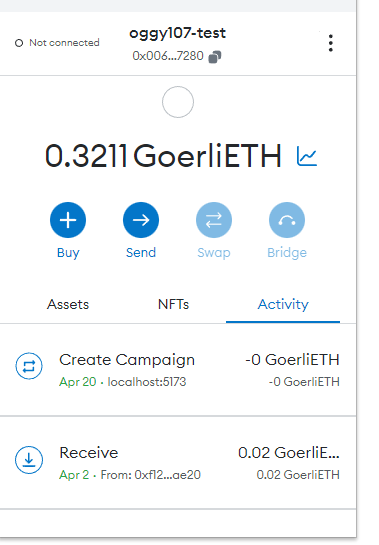 Not connected
oggy107-test
0x006...7280
0.3211 GoerliETH
Buy
Send
Swap
Bridge
Assets
NFTs
Activity
Create Campaign
-0 GoerliETH
Apr 20 · localhost:5173
-0 GoerliETH
Receive
0.02 GoerliE...
Apr 2 · From: 0xf12...ae20
0.02 GoerliETH